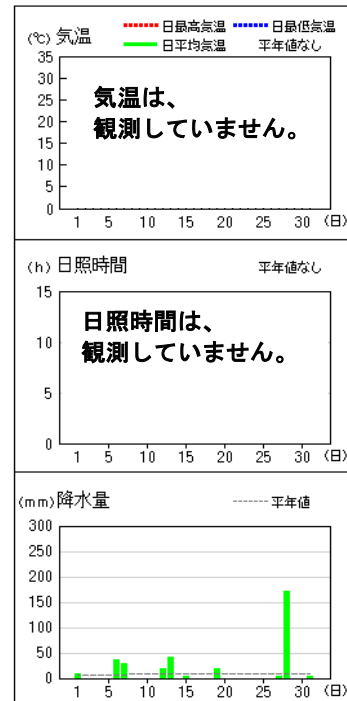 (℃) 気温
日最高気温 日最低気温
日平均気温 平年値なし
35
30
25
20
15
10
5
0
気温は、
観測していません。
1 5 10 15 20 25 30 (日)
(h) 日照時間 平年値なし
15
10
5
0
日照時間は、
観測していません。
1 5 10 15 20 25 30 (日)
(mm) 降水量 平年値
300
250
200
150
100
50
0
1 5 10 15 20 25 30 (日)